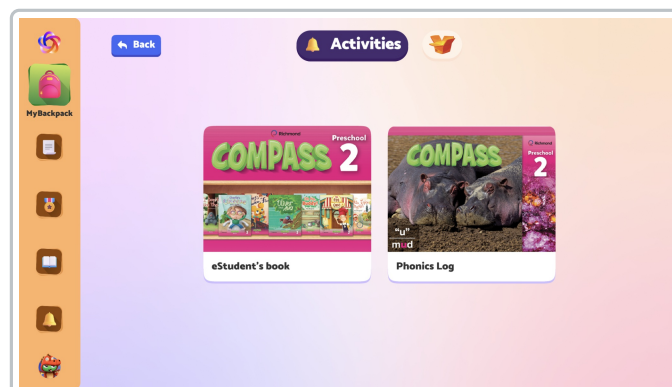 Back
Activities
MyBackpack
Richmond
Preschool
COMPASS 2
eStudent's book
COMPASS
Richmond
Preschool
2
"u"
mud
Phonics Log